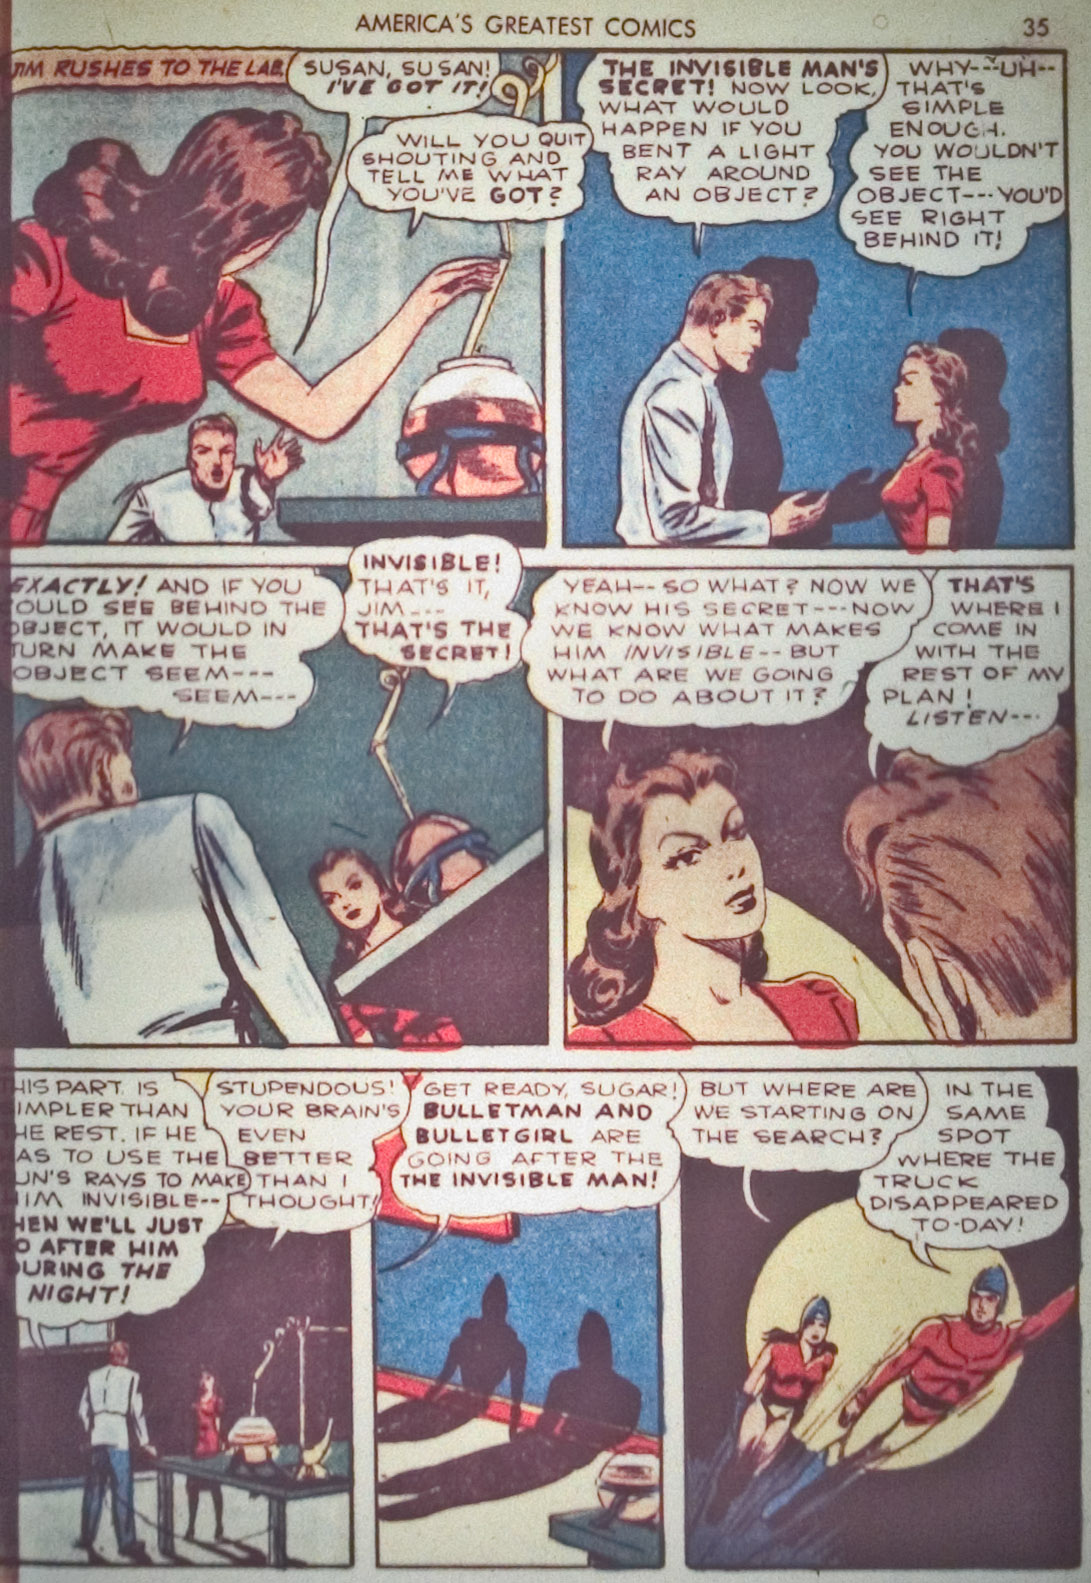 AMERICA'S GREATEST COMICS
35
JIM RUSHES TO THE LAB.
SUSAN, SUSAN!
I'VE GOT IT!
WILL YOU QUIT
SHOUTING AND
TELL ME WHAT
YOU'VE GOT?
THE INVISIBLE MAN'S
SECRET! NOW LOOK,
WHAT WOULD
HAPPEN IF YOU
BENT A LIGHT
RAY AROUND
AN OBJECT?
WHY---UH--
THAT'S
SIMPLE
ENOUGH.
YOU WOULDN'T
SEE THE
OBJECT---YOU'D
SEE RIGHT
BEHIND IT!
EXACTLY! AND IF YOU
OULD SEE BEHIND THE
OBJECT, IT WOULD IN
TURN MAKE THE
OBJECT SEEM---
SEEM---
INVISIBLE!
THAT'S IT,
JIM---
THAT'S THE
SECRET!
YEAH-- SO WHAT? NOW WE
KNOW HIS SECRET---NOW
WE KNOW WHAT MAKES
HIM INVISIBLE-- BUT
WHAT ARE WE GOING
TO DO ABOUT IT?
THAT'S
WHERE I
COME IN
WITH THE
REST OF MY
PLAN!
LISTEN---
HIS PART IS
IMPLER THAN
HE REST. IF HE
AS TO USE THE
UN'S RAYS TO MAKE
IM INVISIBLE--
HEN WE'LL JUST
O AFTER HIM
URING THE
NIGHT!
STUPENDOUS!
YOUR BRAIN'S
EVEN
BETTER
THAN I
THOUGHT!
GET READY, SUGAR!
BULLETMAN AND
BULLETGIRL ARE
GOING AFTER THE
THE INVISIBLE MAN!
BUT WHERE ARE
WE STARTING ON
THE SEARCH?
IN THE
SAME
SPOT
WHERE THE
TRUCK
DISAPPEARED
TO-DAY!